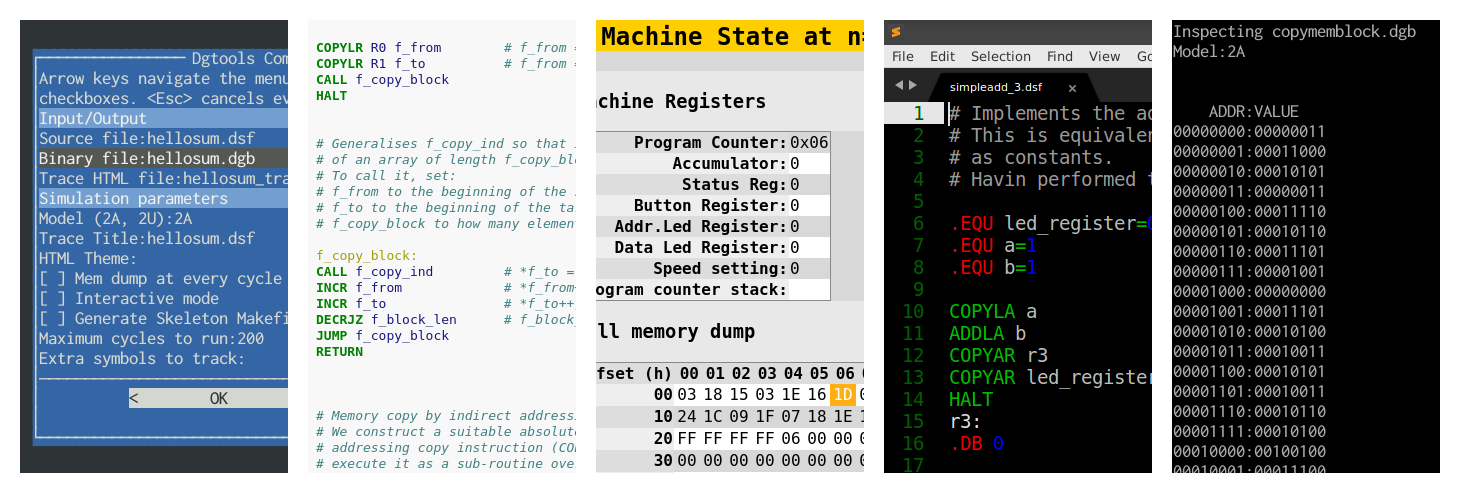 Dgtools Com
Arrow keys navigate the menu
checkboxes. <Esc> cancels ev
Input/Output
Source file:hellosum.dsf
Binary file:hellosum.dgb
Trace HTML file:hellosum_tra
Simulation parameters
Model (2A, 2U):2A
Trace Title:hellosum.dsf
HTML Theme:
[ ] Mem dump at every cycle
[ ] Interactive mode
[ ] Generate Skeleton Makefi
Maximum cycles to run:200
Extra symbols to track:
< OK
COPYLR R0 f_from # f_from =
COPYLR R1 f_to # f_from =
CALL f_copy_block
HALT
# Generalises f_copy_ind so that
# of an array of length f_copy_blo
# To call it, set:
# f_from to the beginning of the
# f_to to the beginning of the ta
# f_copy_block to how many elemen
f_copy_block:
CALL f_copy_ind # *f_to =
INCR f_from # *f_from
INCR f_to # *f_to++
DECRJZ f_block_len # f_block_
JUMP f_copy_block
RETURN
# Memory copy by indirect address
# We construct a suitable absolut
# addressing copy instruction (CO
# execute it as a sub-routine ove
Machine State at n=
chine Registers
Program Counter: 0x06
Accumulator: 0
Status Reg: 0
Button Register: 0
Addr.Led Register: 0
Data Led Register: 0
Speed setting: 0
ogram counter stack:
ll memory dump
fset (h) 00 01 02 03 04 05 06
00 03 18 15 03 1E 16 1D
10 24 1C 09 1F 07 18 1E
20 FF FF FF FF 06 00 00
30 00 00 00 00 00 00 00
File Edit Selection Find View Go
simpleadd_3.dsf ×
1 # Implements the ad
2 # This is equivalen
3 # as constants.
4 # Havin performed t
5
6 .EQU led_register=0
7 .EQU a=1
8 .EQU b=1
9
10 COPYLA a
11 ADDLA b
12 COPYAR r3
13 COPYAR led_register
14 HALT
15 r3:
16 .DB 0
17
Inspecting copymemblock.dgb
Model:2A
ADDR:VALUE
00000000:00000011
00000001:00011000
00000010:00010101
00000011:00000011
00000100:00011110
00000101:00010110
00000110:00011101
00000111:00001001
00001000:00000000
00001001:00011101
00001010:00010100
00001011:00010011
00001100:00010101
00001101:00010011
00001110:00010110
00001111:00010100
00010000:00100100
00010001:00011100